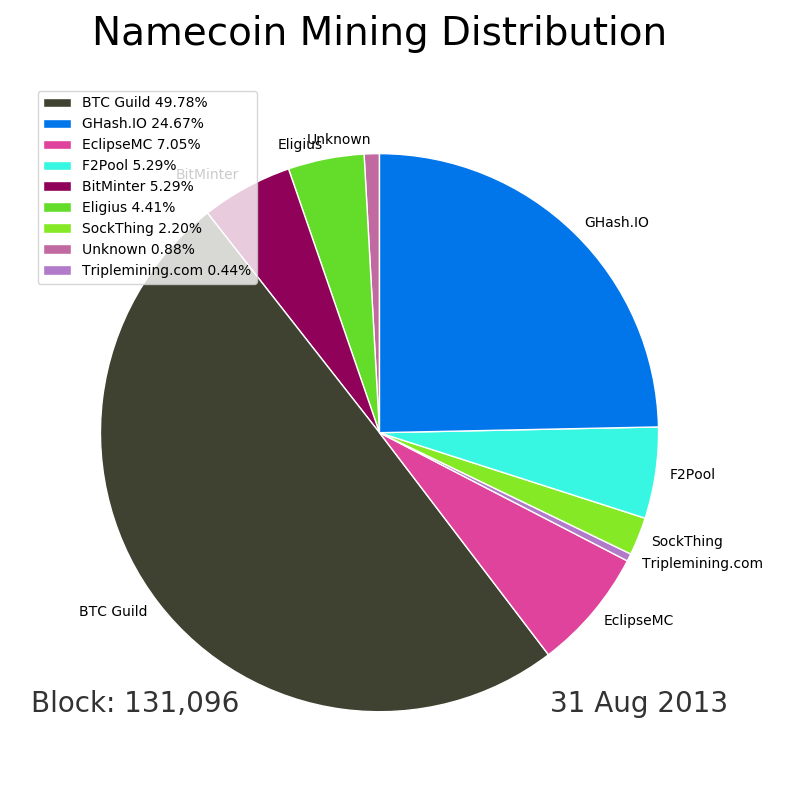 Namecoin Mining Distribution
BTC Guild 49.78%
GHash.IO 24.67%
EclipseMC 7.05%
F2Pool 5.29%
BitMinter 5.29%
Eligius 4.41%
SockThing 2.20%
Unknown 0.88%
Triplemining.com 0.44%
Unknown
Eligius
BitMinter
GHash.IO
F2Pool
SockThing
Triplemining.com
BTC Guild
EclipseMC
Block: 131,096
31 Aug 2013